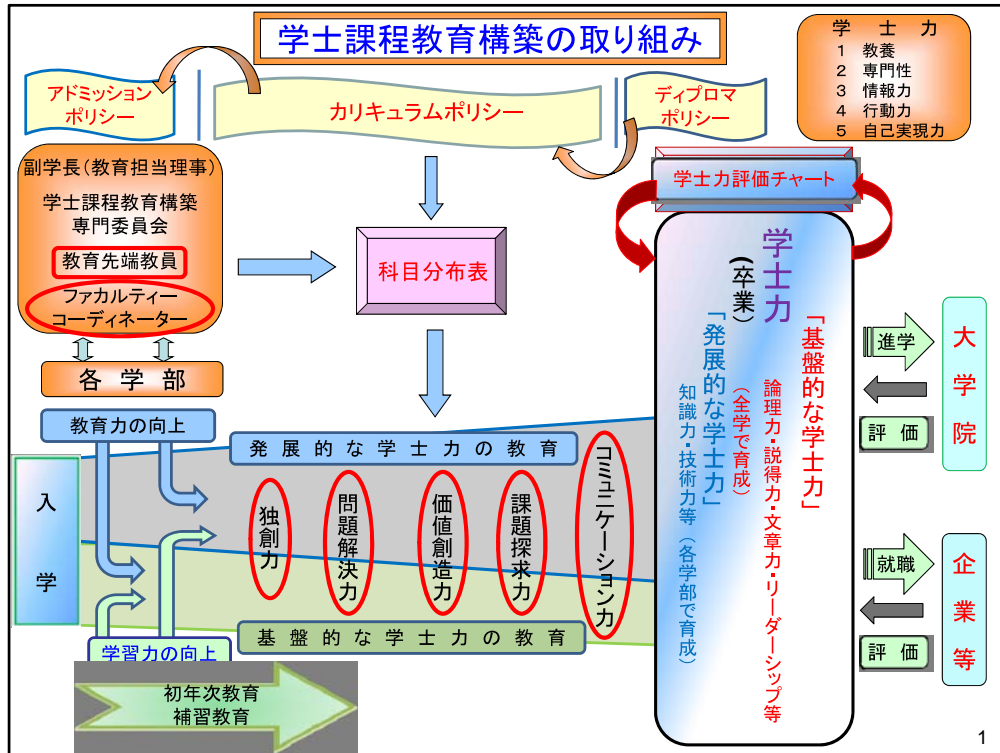 学士課程教育構築の取り組み
学 士 力
1 教養
2 専門性
3 情報力
4 行動力
5 自己実現力
アドミッション
ポリシー
カリキュラムポリシー
ディプロマ
ポリシー
副学長(教育担当理事)
学士課程教育構築
専門委員会
教育先端教員
ファカルティー
コーディネーター
各 学 部
科目分布表
学士力評価チャート
学士力
(卒業)
「基盤的な学士力」
論理力・説得力・文章力・リーダーシップ等
(全学で育成)
「発展的な学士力」
知識力・技術力等(各学部で育成)
進学
評 価
大学院
就職
評 価
企業等
教育力の向上
入学
発 展 的 な 学 士 力 の 教 育
独創力
問題解決力
価値創造力
課題探求力
コミュニケーション力
基 盤 的 な 学 士 力 の 教 育
学習力の向上
初年次教育
補習教育
1